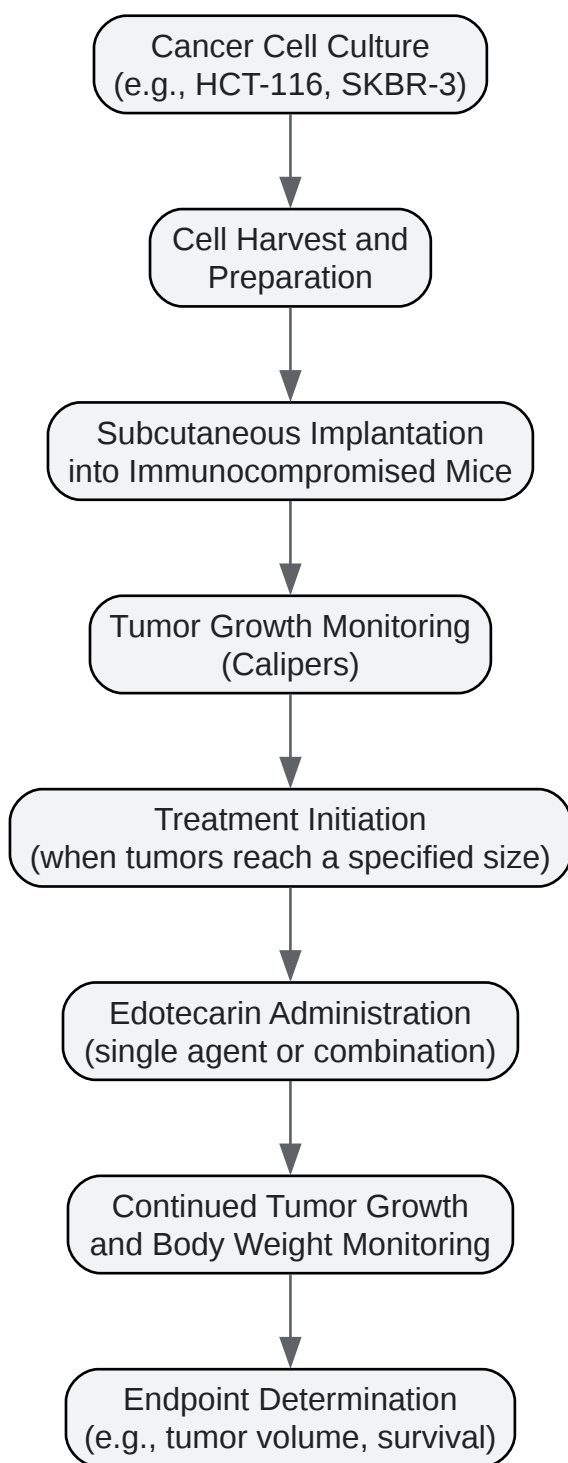 Cancer Cell Culture
(e.g., HCT-116, SKBR-3)
Cell Harvest and
Preparation
Subcutaneous Implantation
into Immunocompromised Mice
Tumor Growth Monitoring
(Calipers)
Treatment Initiation
(when tumors reach a specified size)
Edotecarin Administration
(single agent or combination)
Continued Tumor Growth
and Body Weight Monitoring
Endpoint Determination
(e.g., tumor volume, survival)